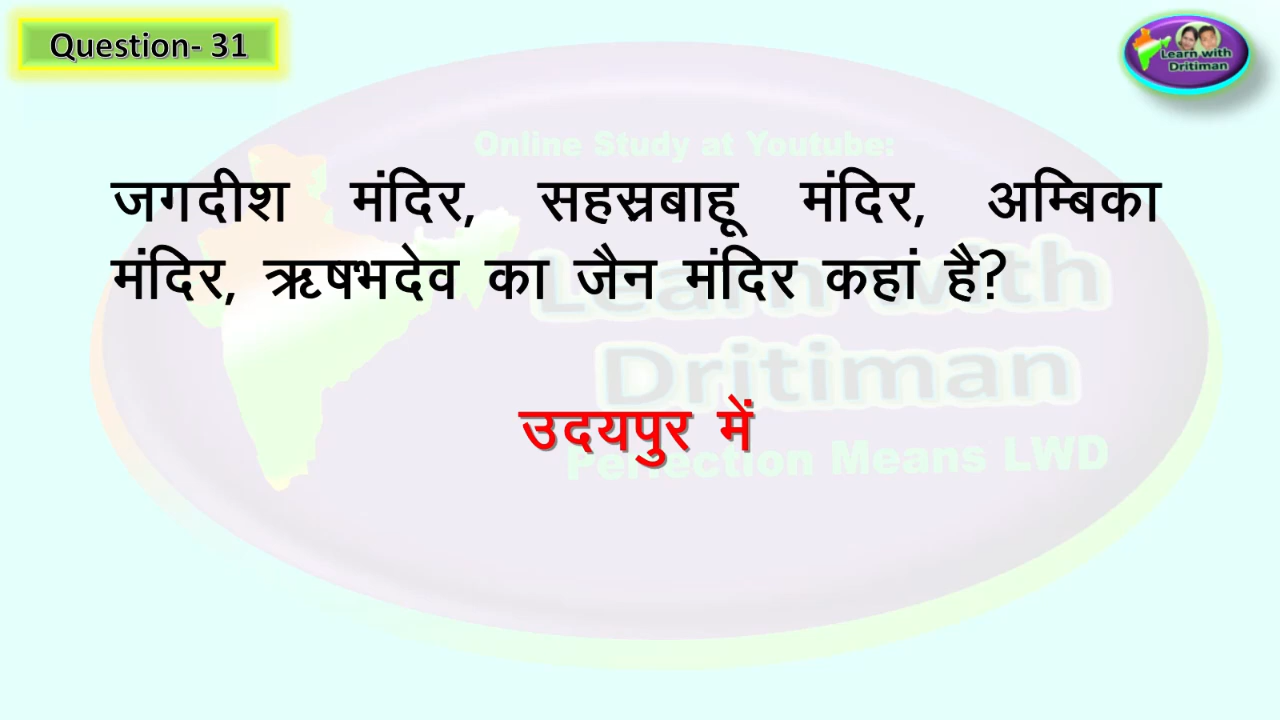 Question- 31
Learn with
Dritiman
Online Study at Youtube:
जगदीश मंदिर, सहस्रबाहू मंदिर, अम्बिका
मंदिर, ऋषभदेव का जैन मंदिर कहां है?
Learn with
Dritiman
उदयपुर में
Perfection Means LWD